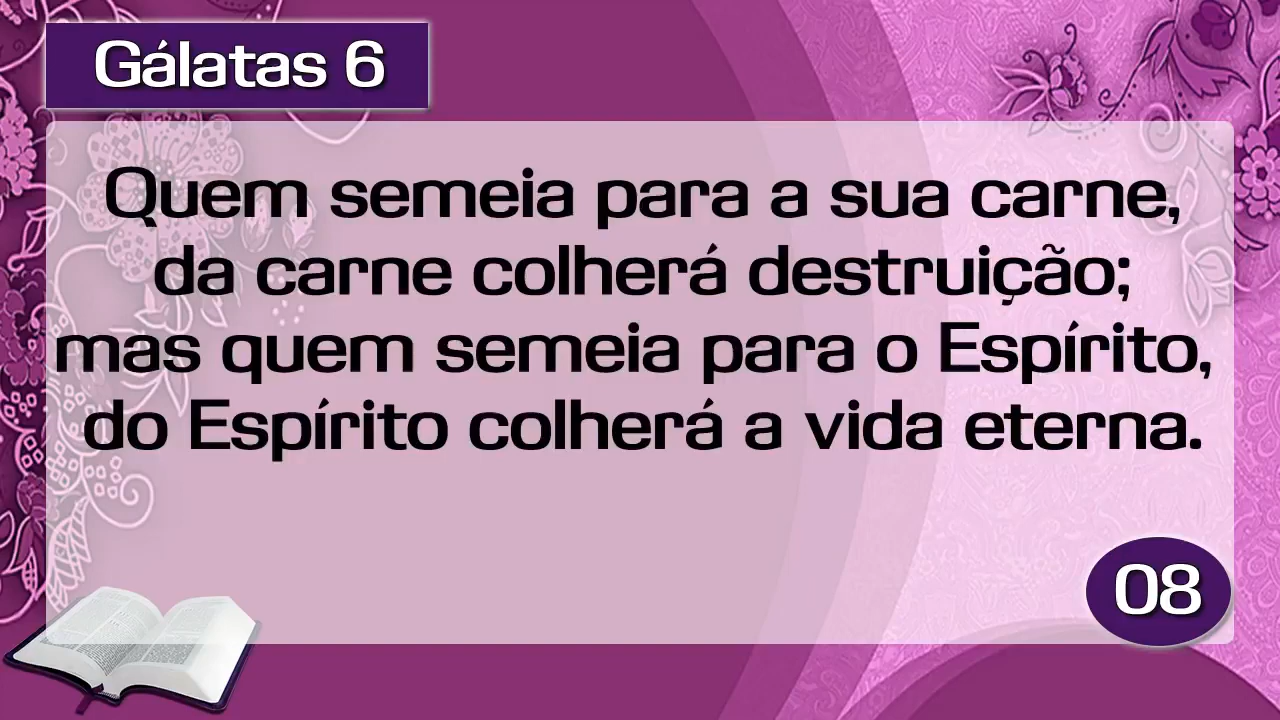 Gálatas 6
Quem semeia para a sua carne,
da carne colherá destruição;
mas quem semeia para o Espírito,
do Espírito colherá a vida eterna.
08